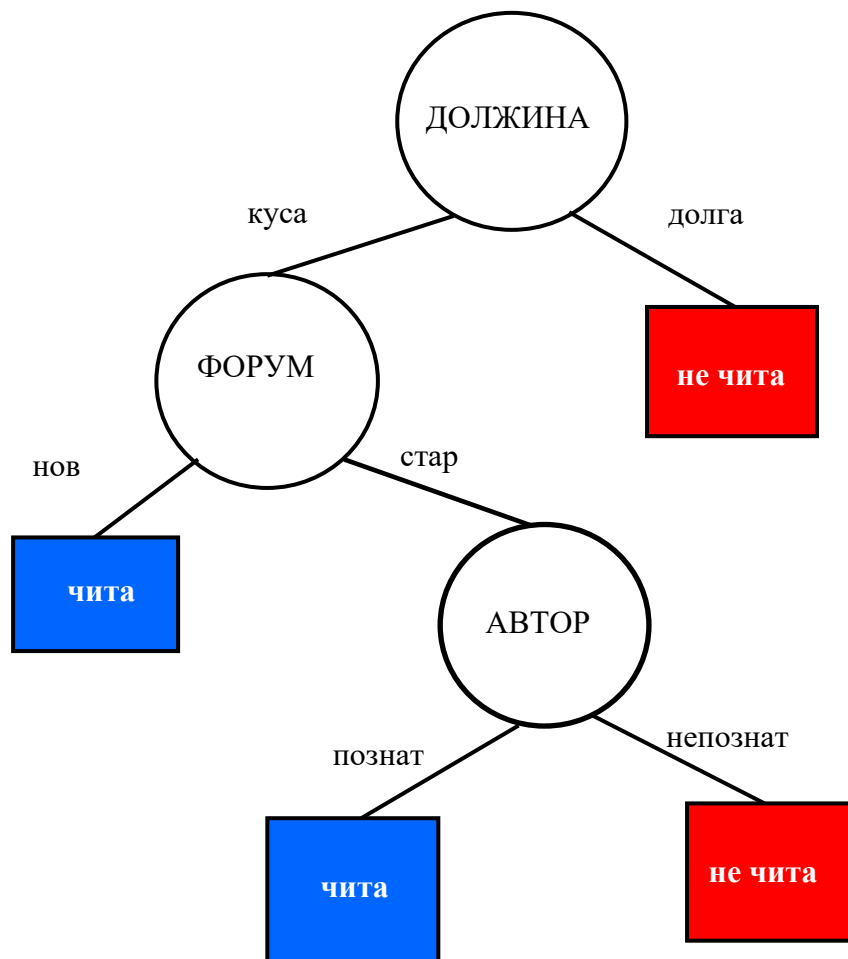 ДОЛЖИНА
куса
долга
ФОРУМ
не чита
нов
стар
чита
АВТОР
познат
непознат
чита
не чита